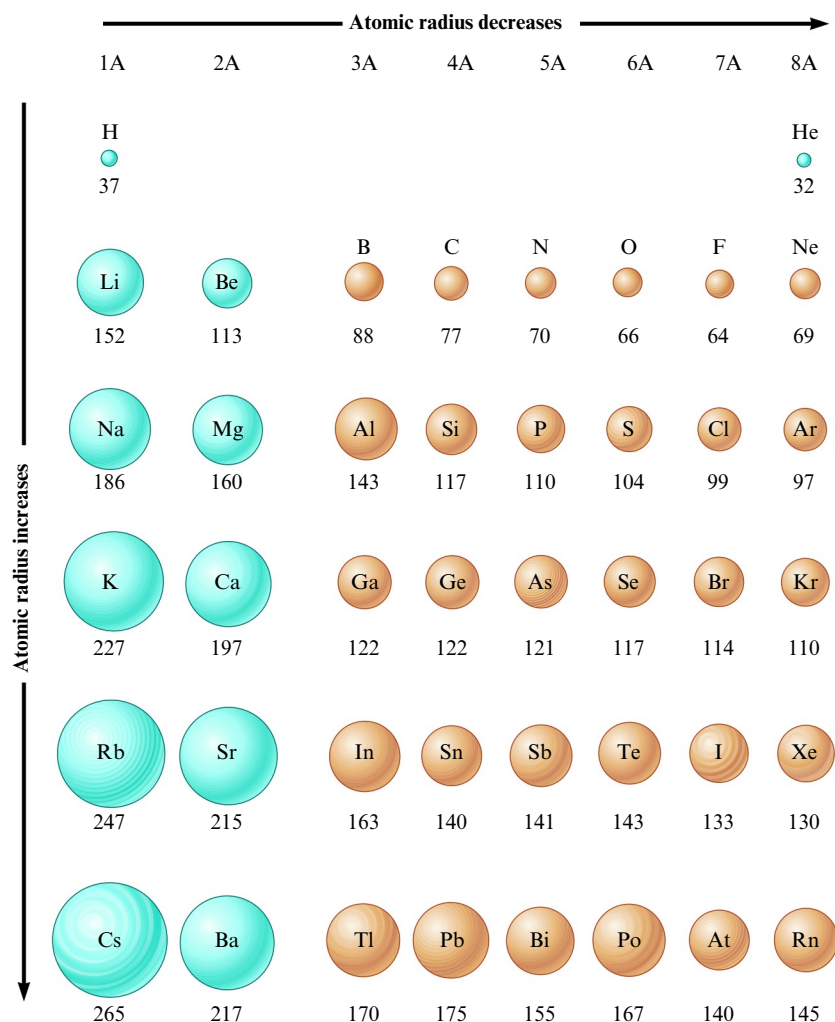 Atomic radius decreases
1A 2A 3A 4A 5A 6A 7A 8A
Atomic radius increases
H He
37 32
B C N O F Ne
Li Be
152 113 88 77 70 66 64 69
Na Mg Al Si P S Cl Ar
186 160 143 117 110 104 99 97
K Ca Ga Ge As Se Br Kr
227 197 122 122 121 117 114 110
Rb Sr In Sn Sb Te I Xe
247 215 163 140 141 143 133 130
Cs Ba Tl Pb Bi Po At Rn
265 217 170 175 155 167 140 145